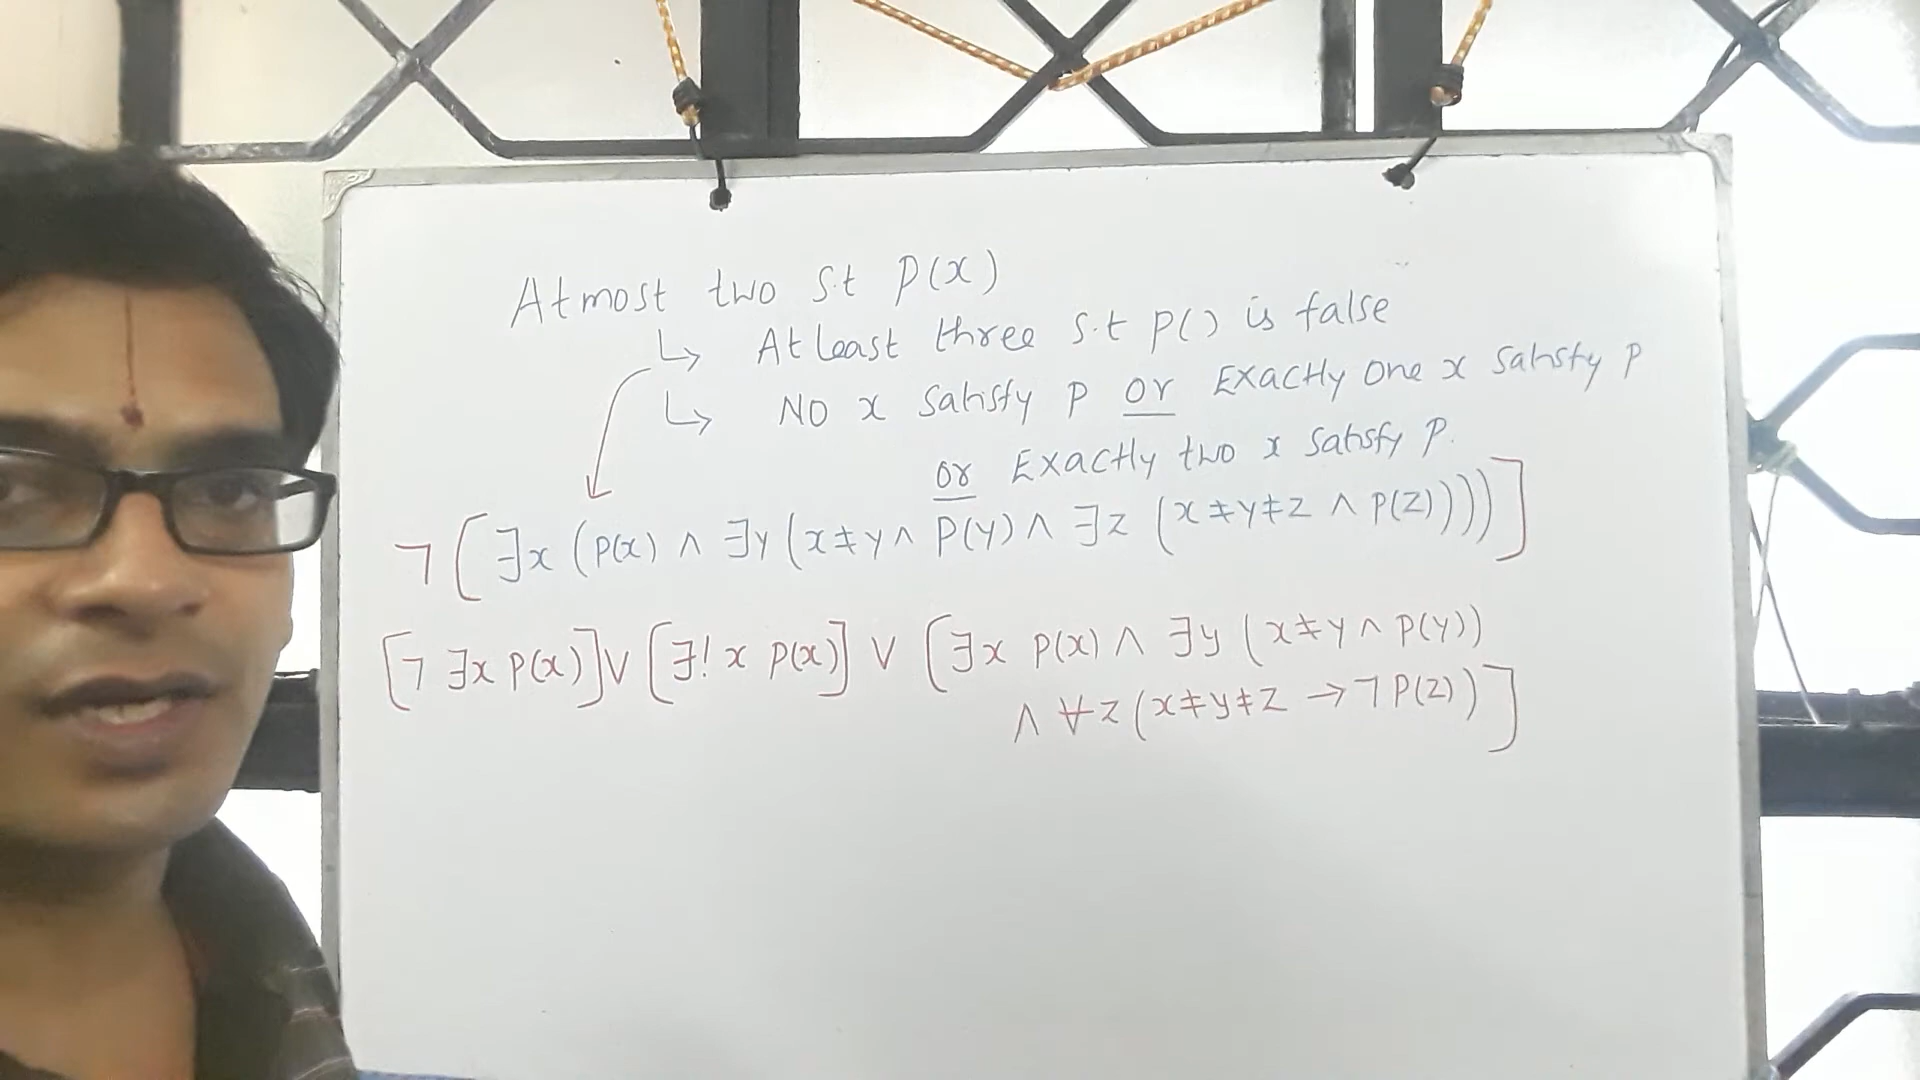 Atmost two s.t P(x)
↳ Atleast three s.t P() is false
↳ NO x satisfy P or Exactly one x satisfy P
or Exactly two x satisfy P.
¬[∃x (P(x) ∧ ∃y (x≠y ∧ P(y) ∧ ∃z (x≠y≠z ∧ P(z))))]
[¬∃x P(x)] ∨ [∃! x P(x)] ∨ [∃x P(x) ∧ ∃y (x≠y ∧ P(y))
∧ ∀z (x≠y≠z → ¬P(z))]